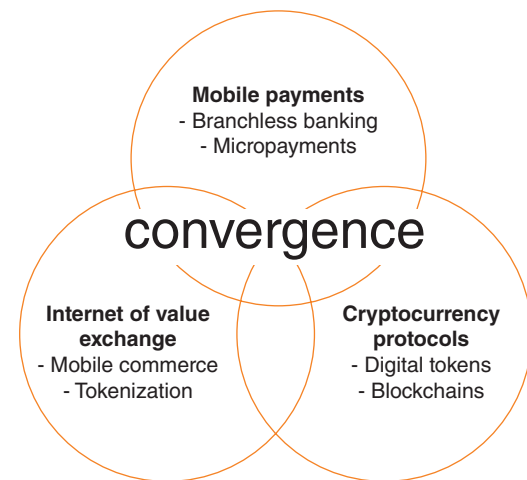 Mobile payments
- Branchless banking
- Micropayments
convergence
Internet of value
exchange
- Mobile commerce
- Tokenization
Cryptocurrency
protocols
- Digital tokens
- Blockchains